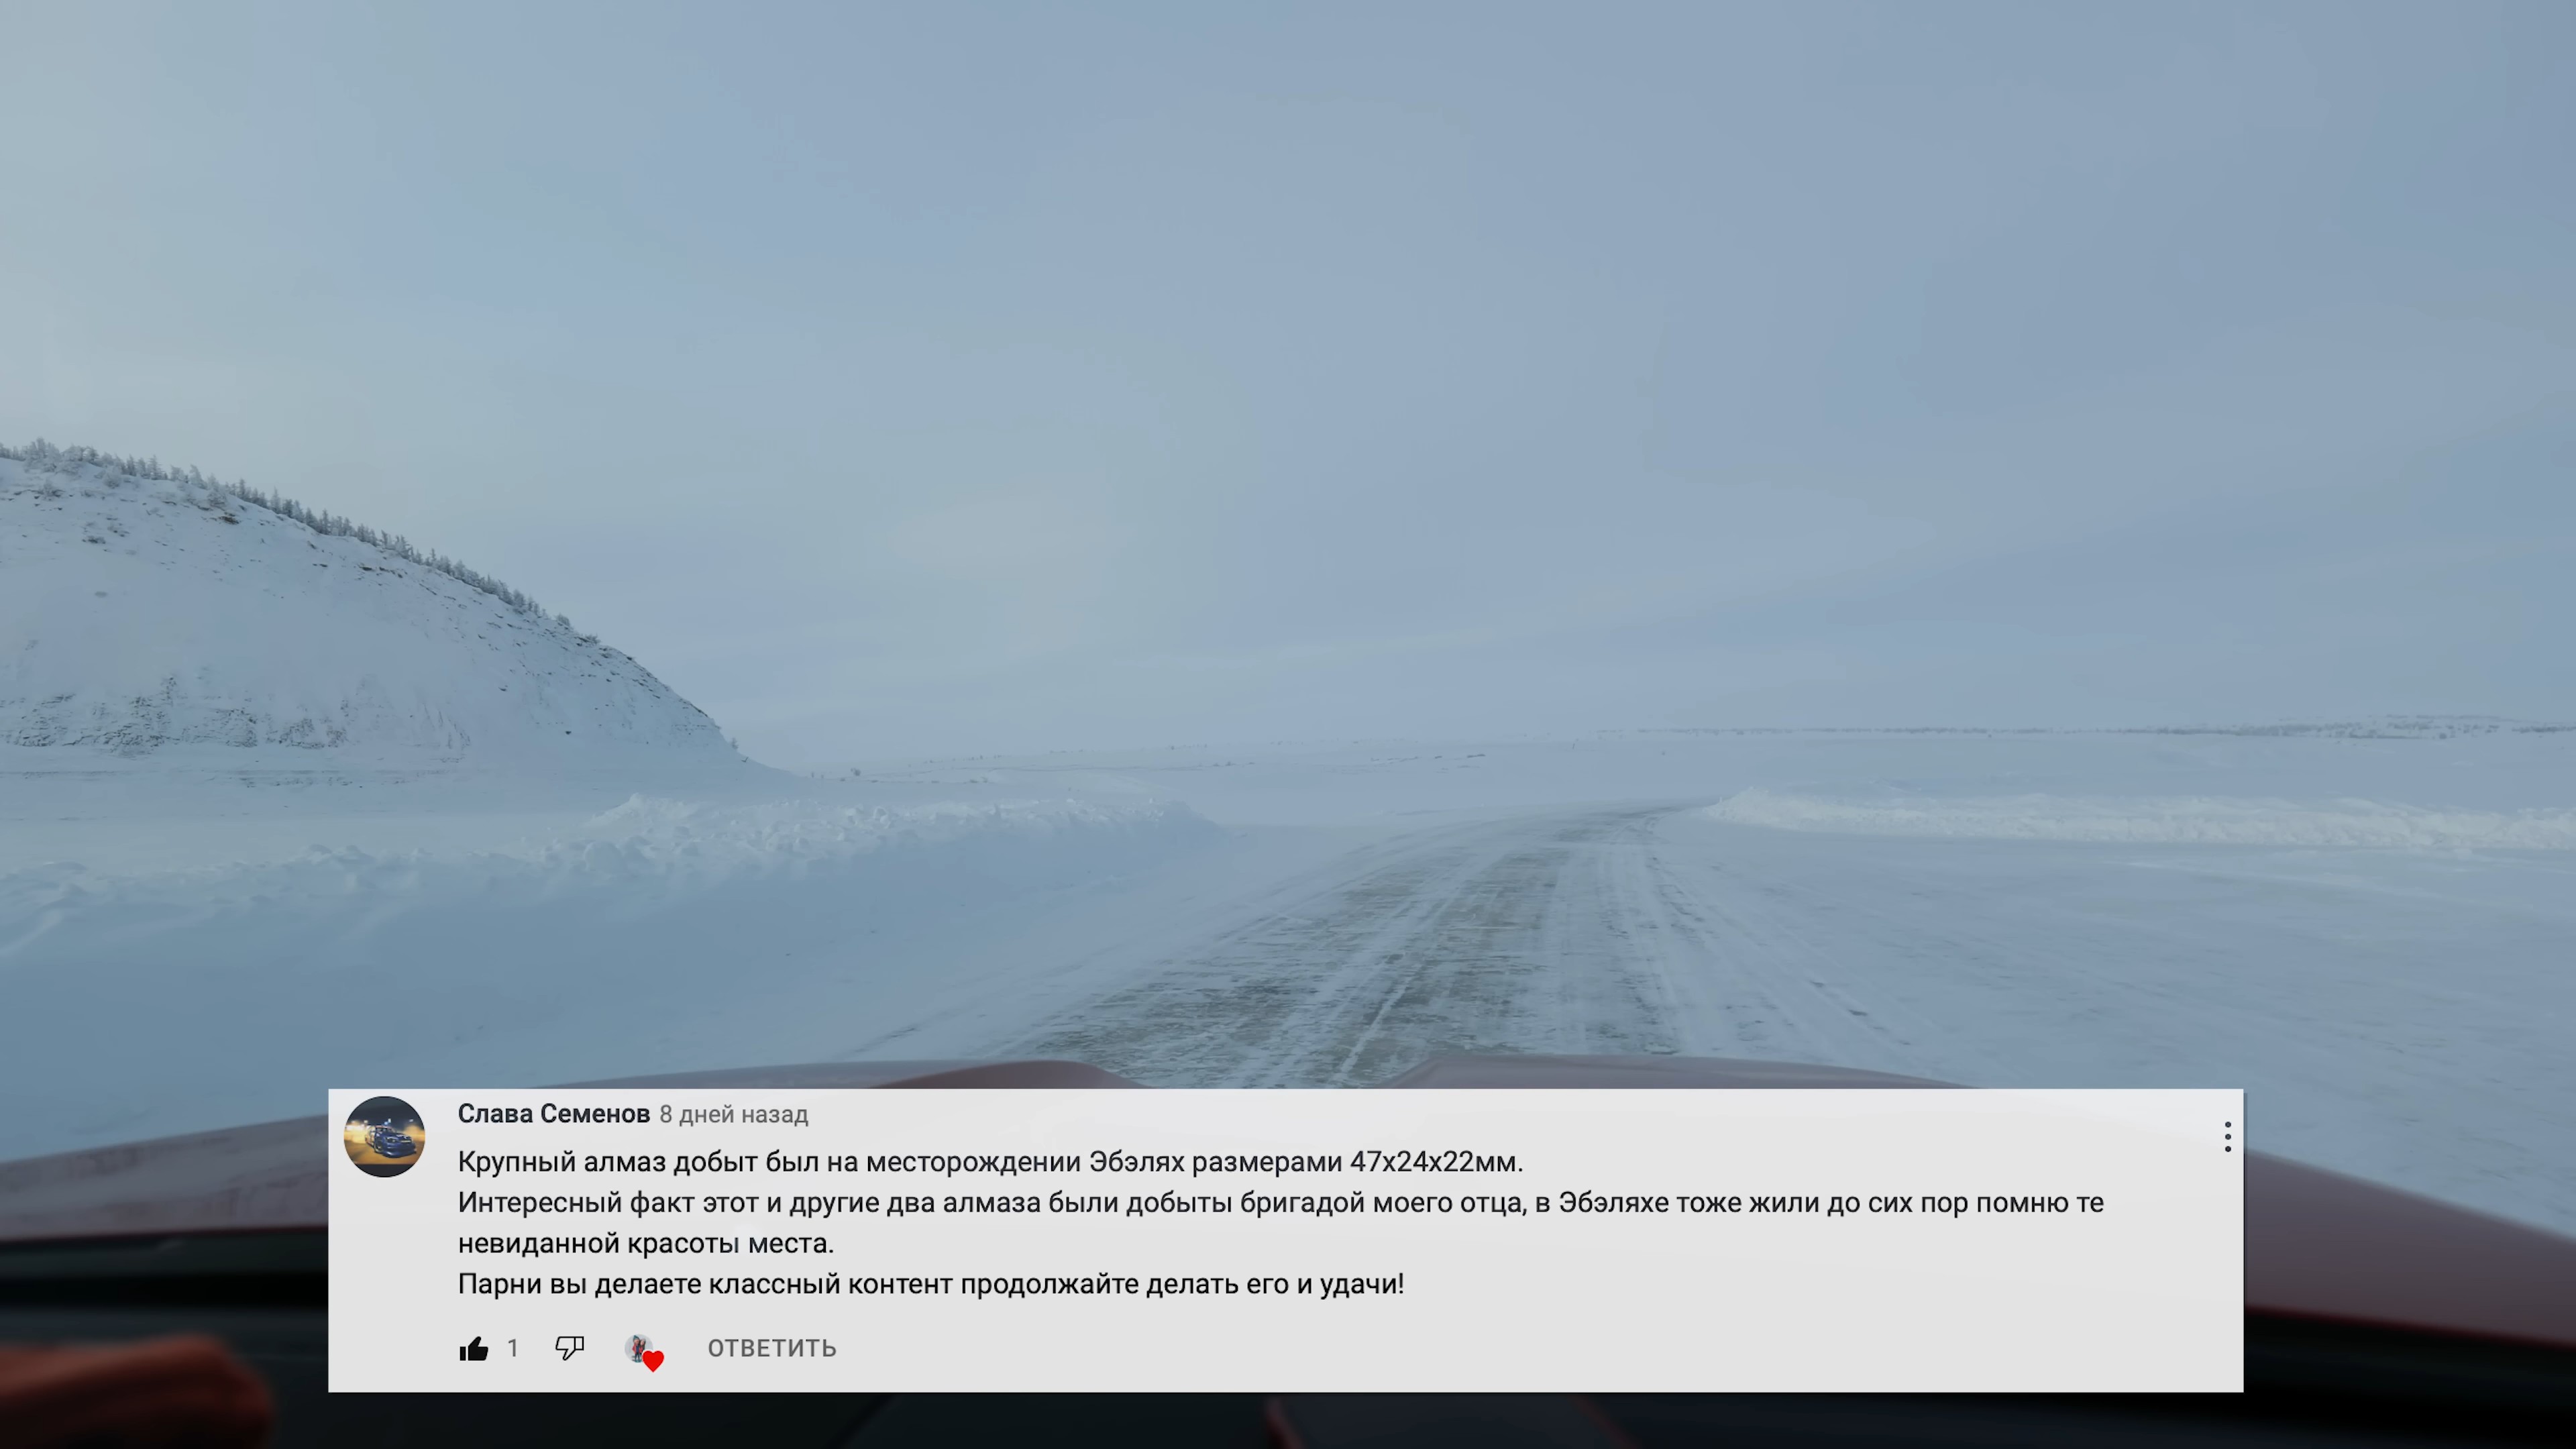 Слава Семенов 8 дней назад
Крупный алмаз добыт был на месторождении Эбэлях размерами 47х24х22мм.
Интересный факт этот и другие два алмаза были добыты бригадой моего отца, в Эбэляхе тоже жили до сих пор помню те
невиданной красоты места.
Парни вы делаете классный контент продолжайте делать его и удачи!
1 ОТВЕТИТЬ